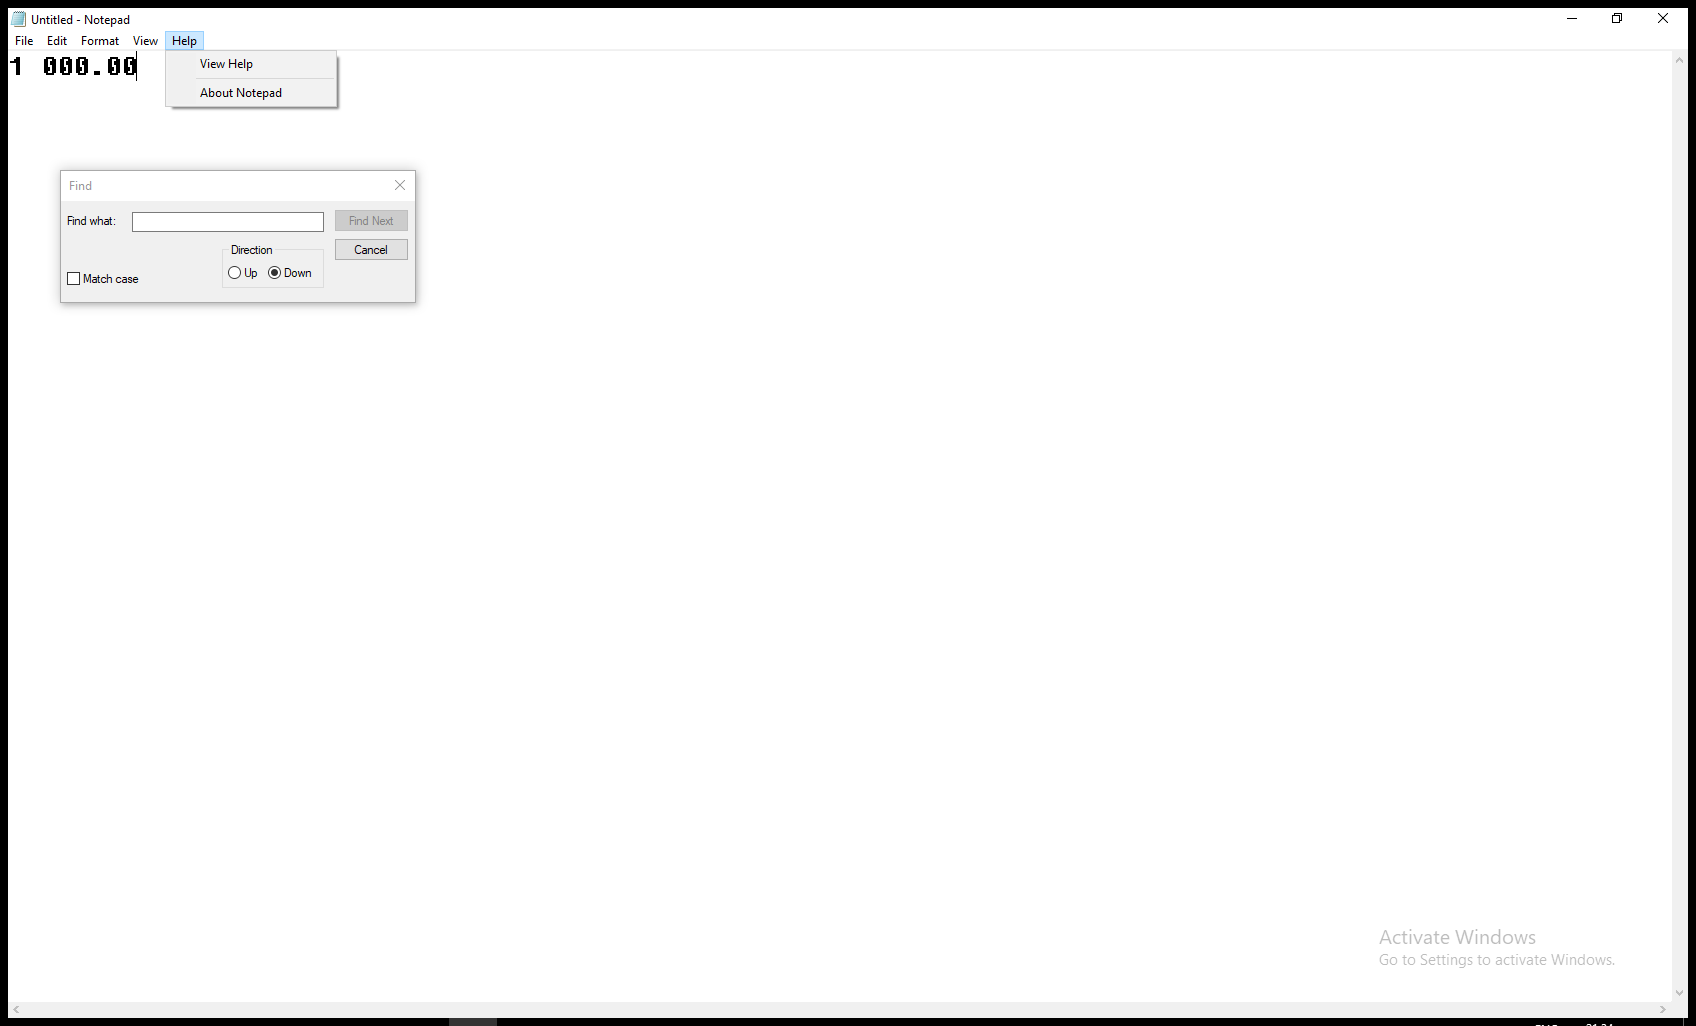 Untitled - Notepad
File Edit Format View Help
1 000.00
View Help
About Notepad
Find
Find what:
Find Next
Direction
Cancel
Up Down
Match case
Activate Windows
Go to Settings to activate Windows.